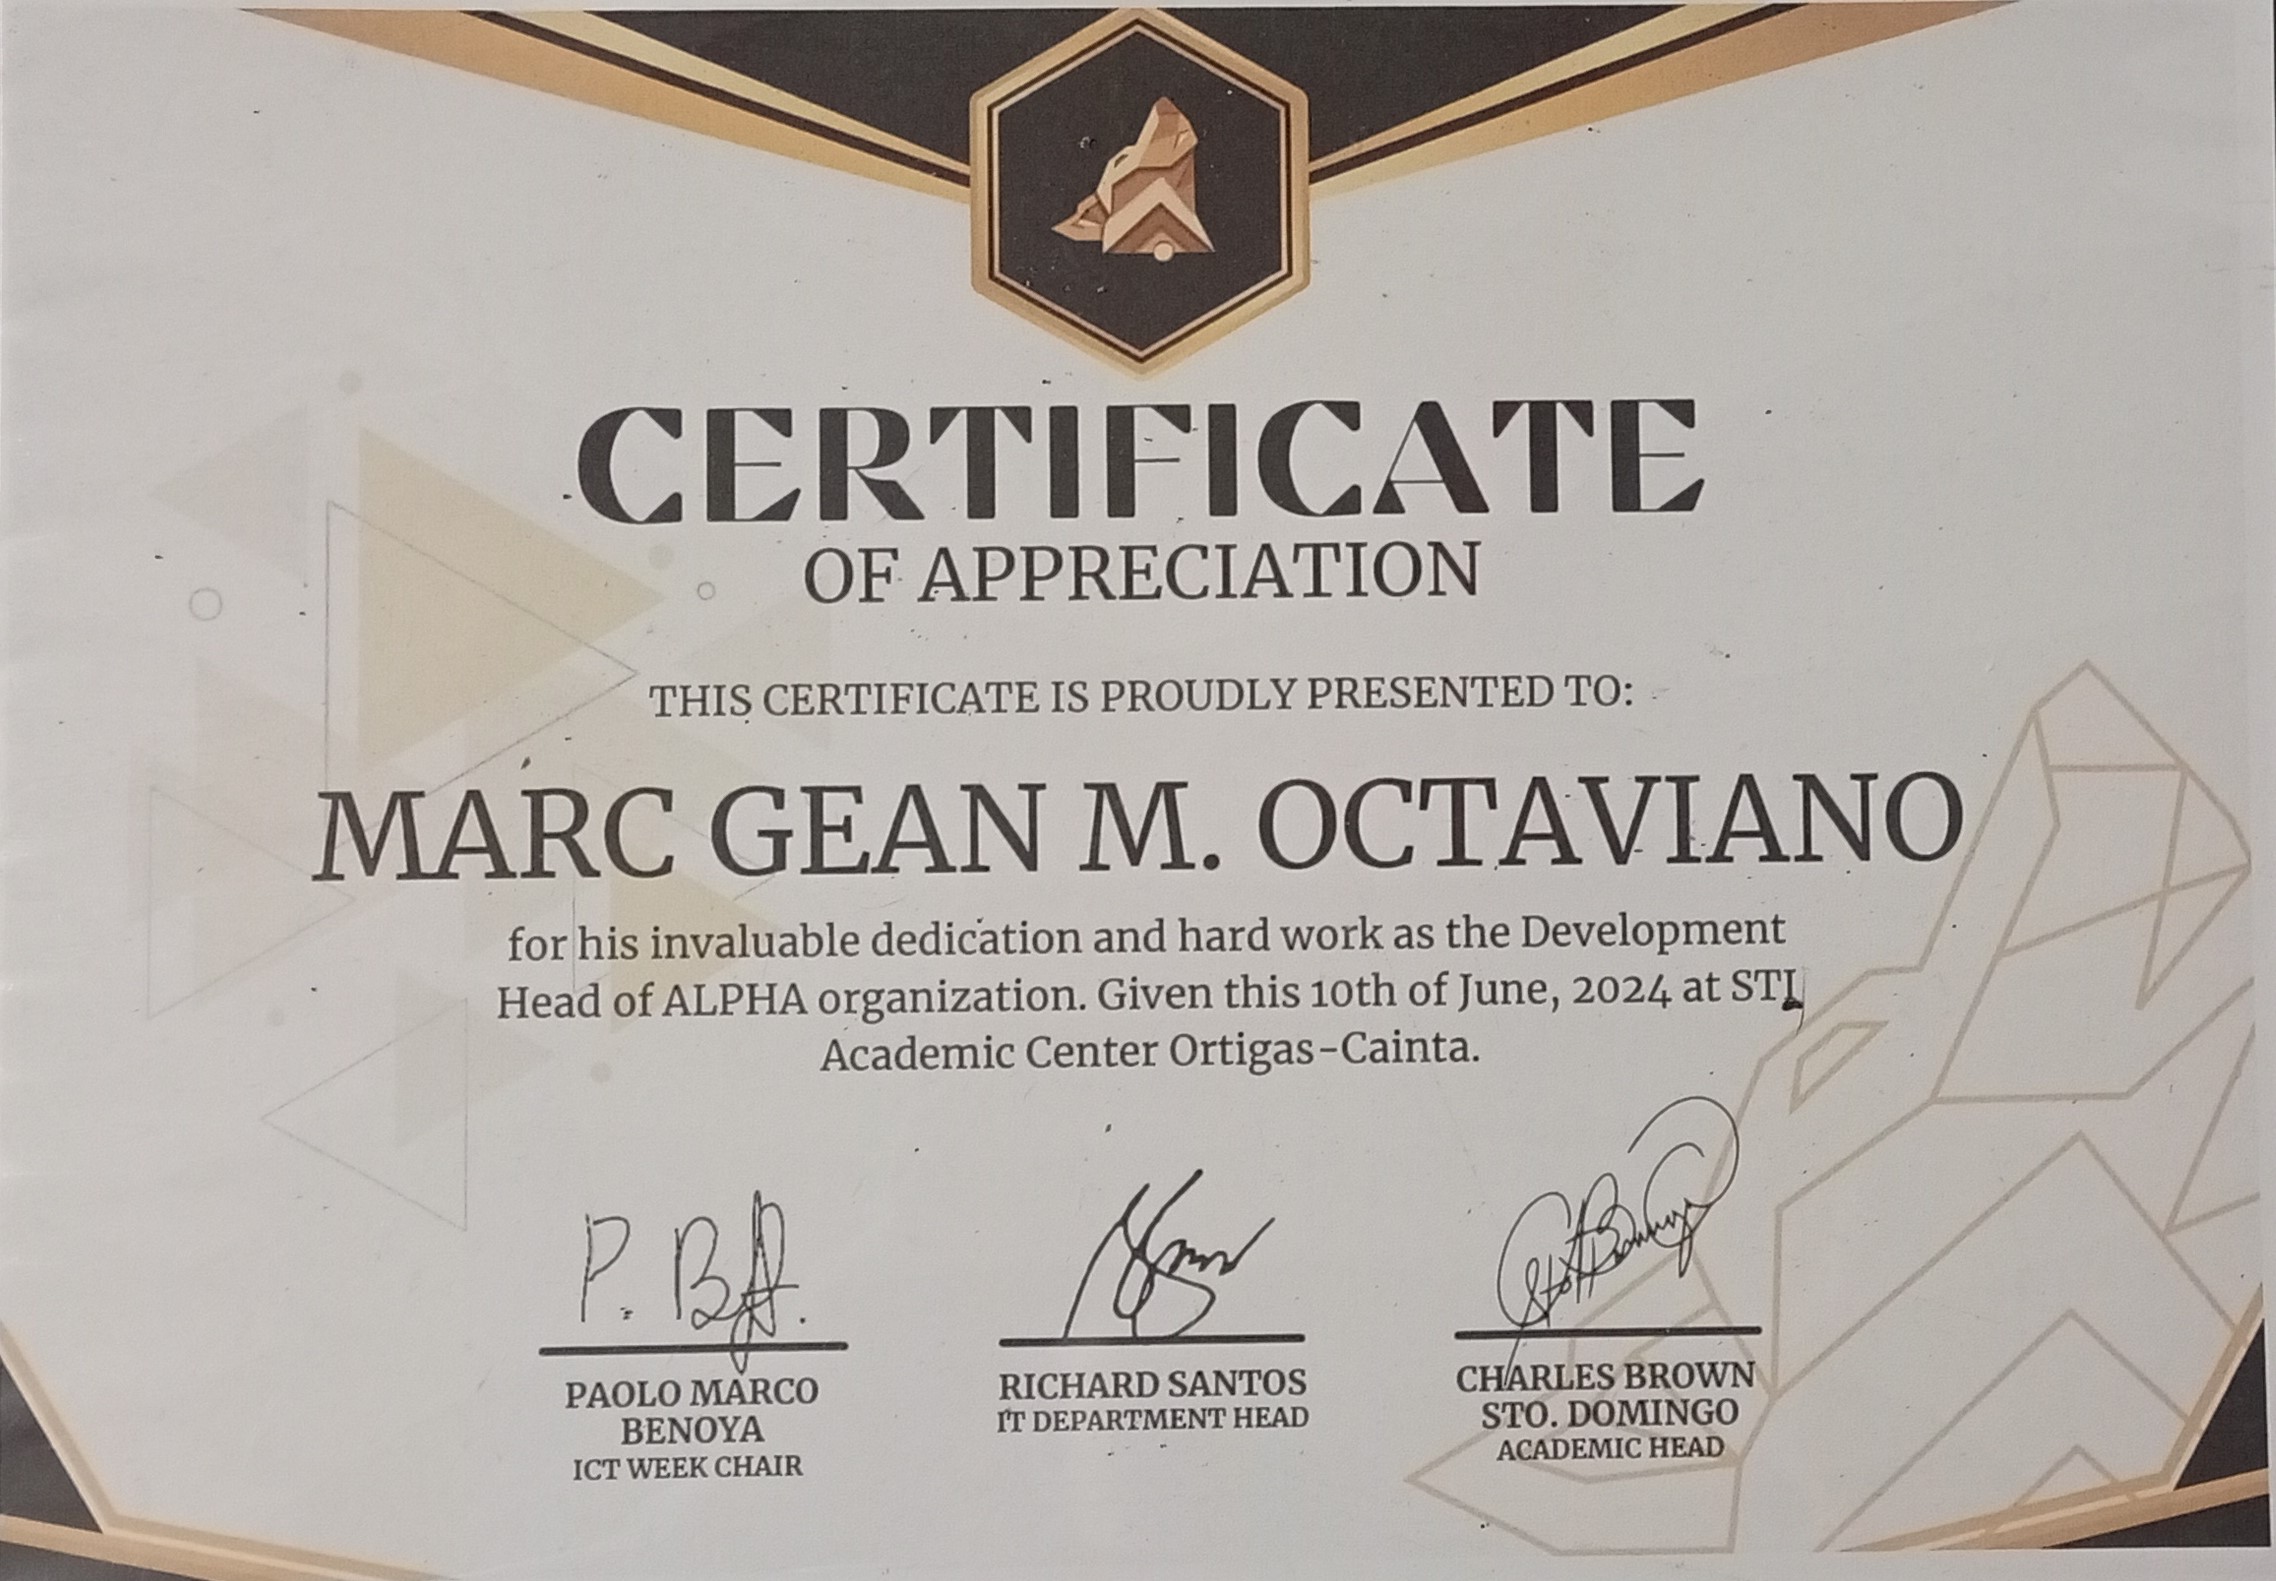 CERTIFICATE
OF APPRECIATION
THIS CERTIFICATE IS PROUDLY PRESENTED TO:
MARC GEAN M. OCTAVIANO
for his invaluable dedication and hard work as the Development
Head of ALPHA organization. Given this 10th of June, 2024 at STI
Academic Center Ortigas-Cainta.
P. B
PAOLO MARCO
BENOYA
ICT WEEK CHAIR
RICHARD SANTOS
IT DEPARTMENT HEAD
CHARLES BROWN
STO. DOMINGO
ACADEMIC HEAD